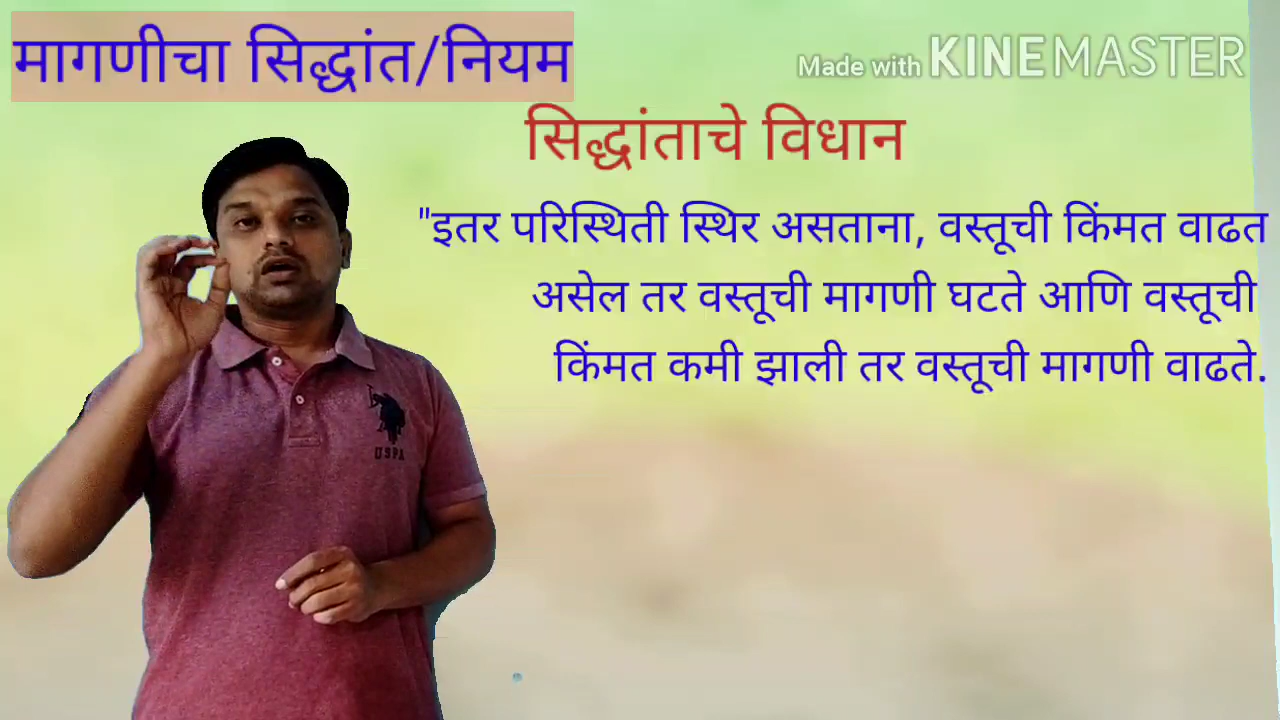 मागणीचा सिद्धांत/नियम
Made with KINEMASTER
सिद्धांताचे विधान
"इतर परिस्थिती स्थिर असताना, वस्तूची किंमत वाढत
असेल तर वस्तूची मागणी घटते आणि वस्तूची
किंमत कमी झाली तर वस्तूची मागणी वाढते.
USPA